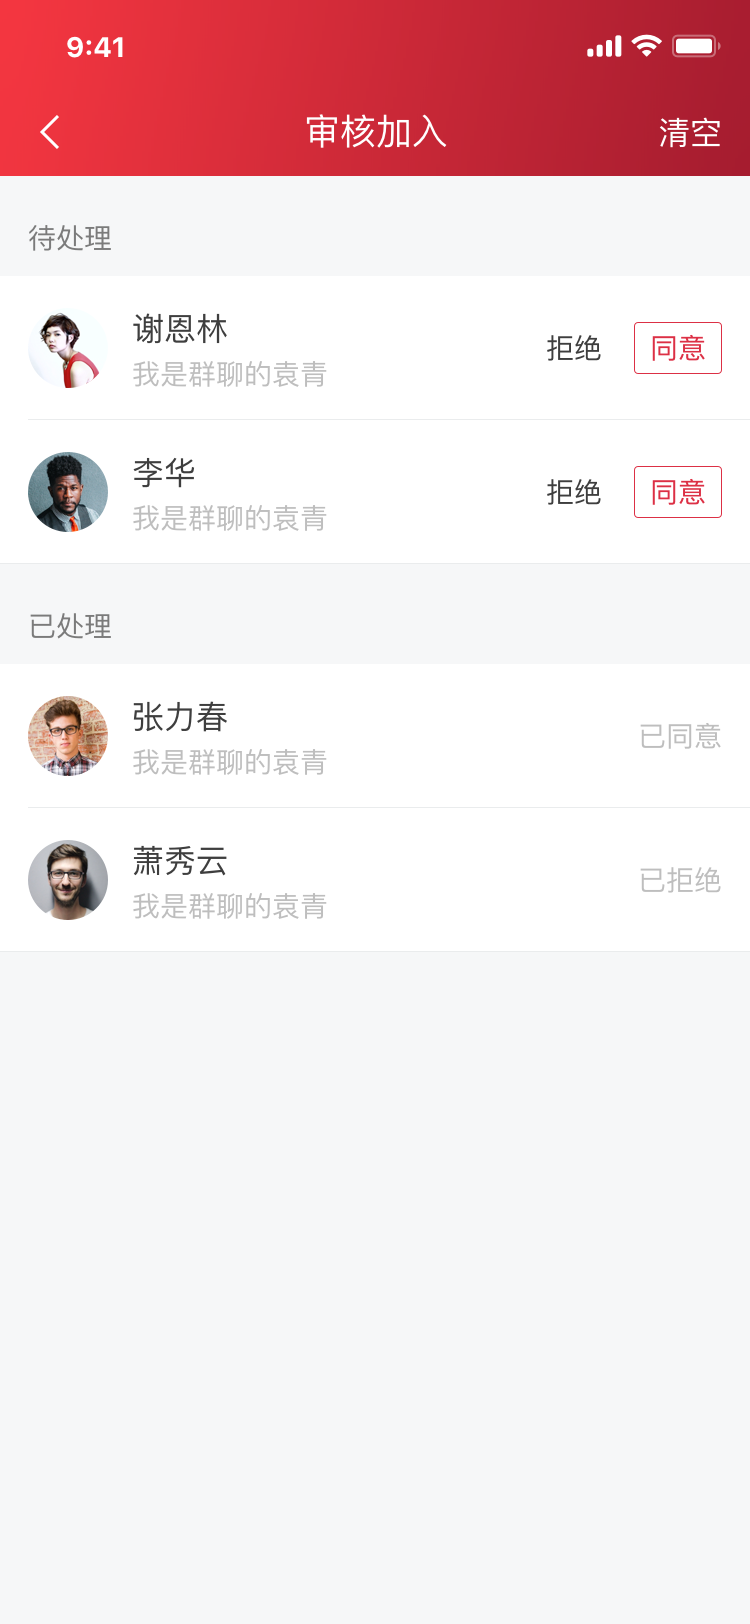 9:41
审核加入
清空
待处理
谢恩林
我是群聊的袁青
拒绝
同意
李华
我是群聊的袁青
拒绝
同意
已处理
张力春
我是群聊的袁青
已同意
萧秀云
我是群聊的袁青
已拒绝